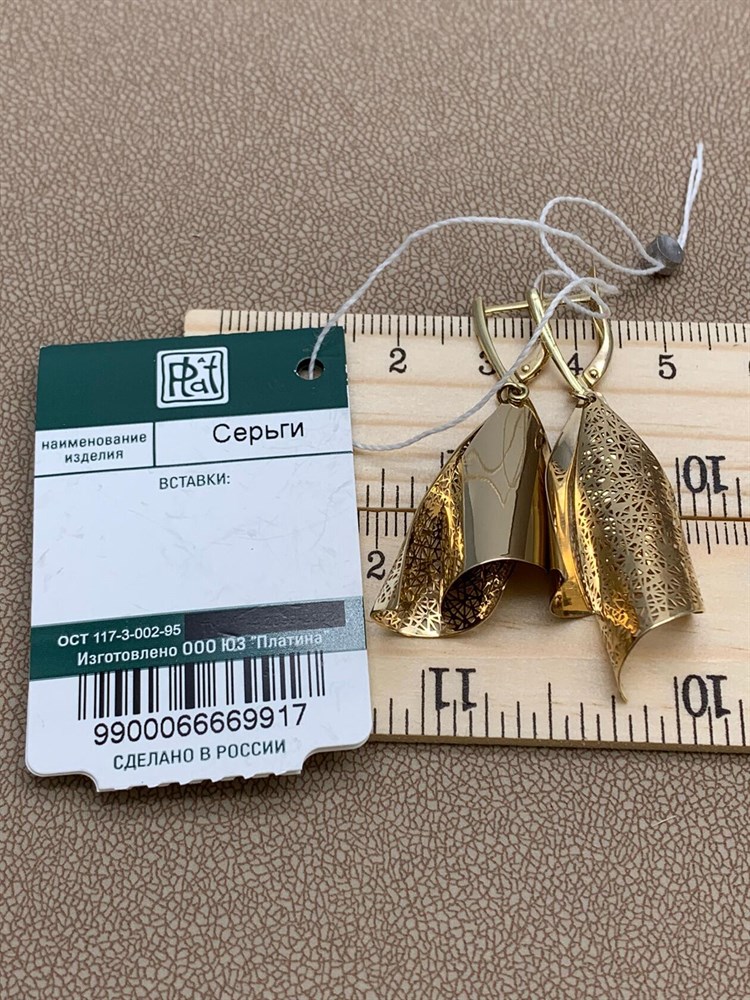 Plat
наименование
изделия
Серьги
ВСТАВКИ:
ОСТ 117-3-002-95
Изготовлено ООО ЮЗ "Платина"
9900066669917
СДЕЛАНО В РОССИИ
2 3 4 5
10
2
11 10